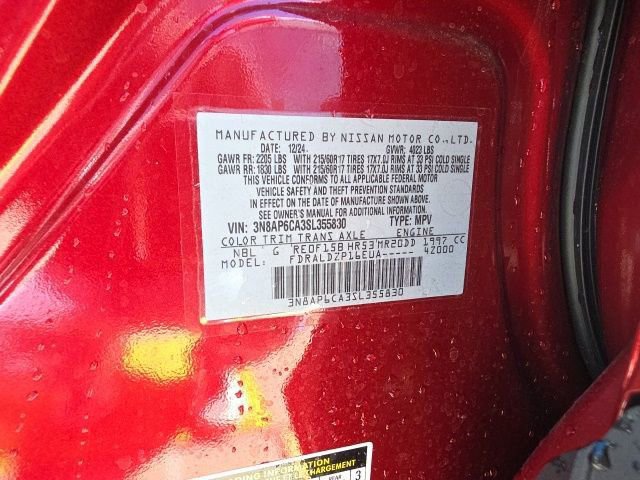 MANUFACTURED BY NISSAN MOTOR CO., LTD.
DATE: 12/24 GVWR: 4023 LBS
GAWR FR: 2205 LBS WITH 215/60R17 TIRES 17X7.0J RIMS AT 33 PSI COLD SINGLE
GAWR RR: 1830 LBS WITH 215/60R17 TIRES 17X7.0J RIMS AT 33 PSI COLD SINGLE
THIS VEHICLE CONFORMS TO ALL APPLICABLE FEDERAL MOTOR
VEHICLE SAFETY AND THEFT PREVENTION STANDARDS
IN EFFECT ON THE DATE OF MANUFACTURE SHOWN ABOVE.
SEE OWNER'S MANUAL FOR ADDITIONAL INFORMATION.
VIN: 3N8AP6CA3SL355830 TYPE: MPV
COLOR TRIM TRANS AXLE ENGINE
NBL G RE0F15B HR53 MR20DD 1997 CC
MODEL: FDRALDZP16EUA- 42000
3N8AP6CA3SL355830
INFORMATION
CHARGEMENT
YEAR 3